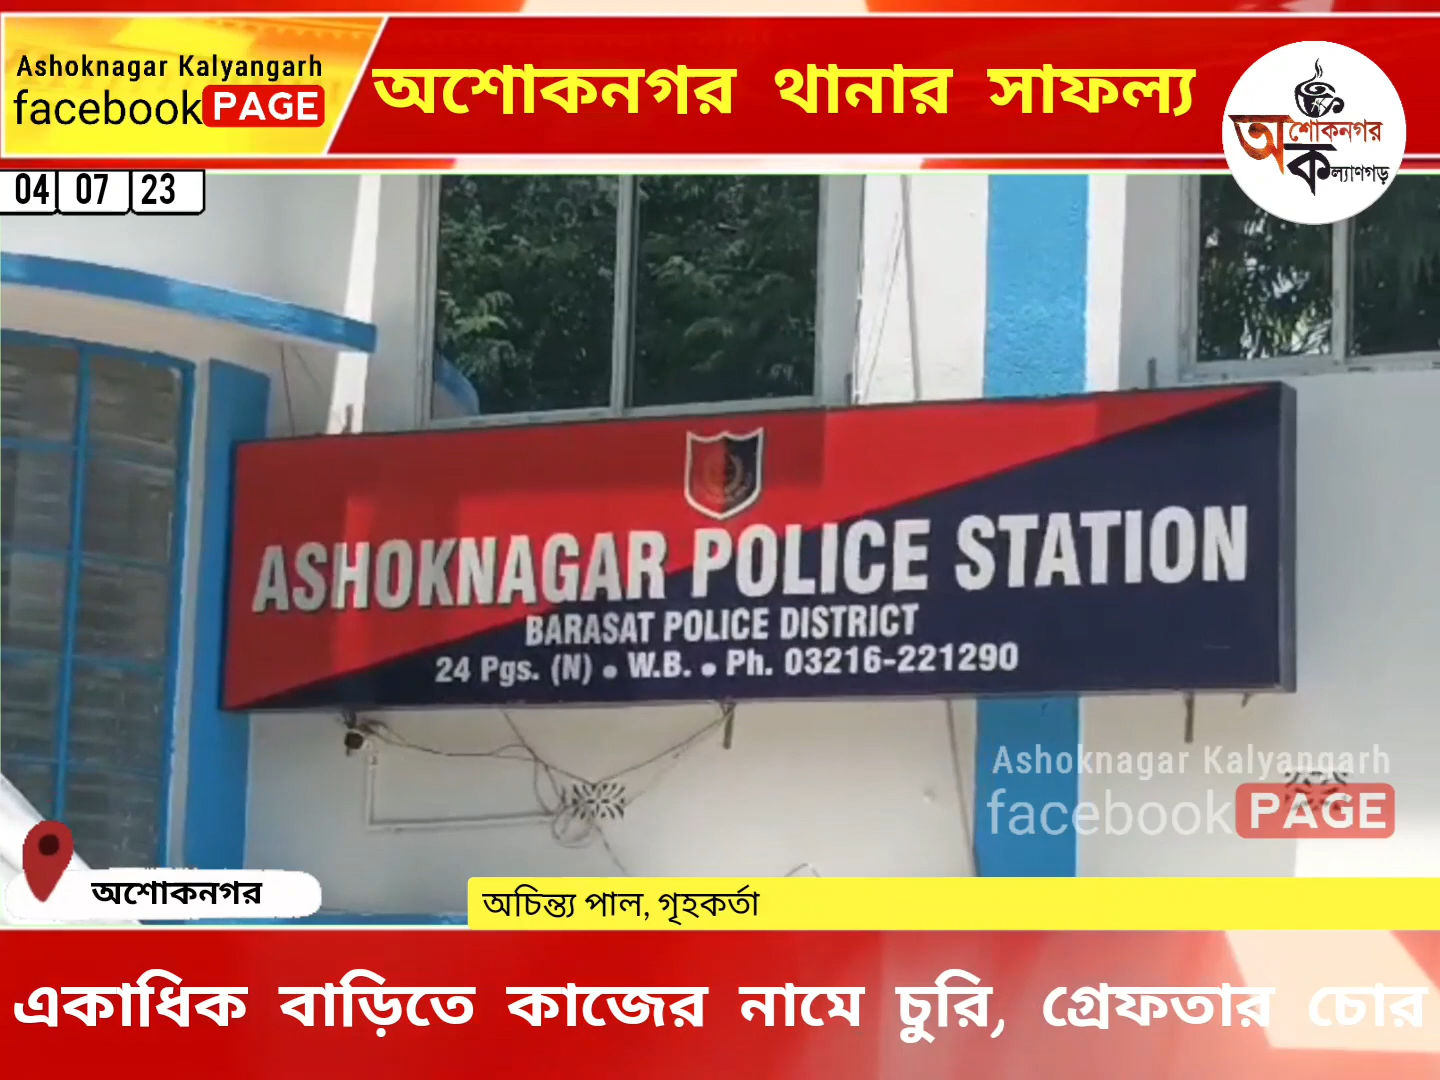 Ashoknagar Kalyangarh
facebook PAGE
অশোকনগর থানার সাফল্য
অশোকনগর
কল্যাণগড়
04 07 23
ASHOKNAGAR POLICE STATION
BARASAT POLICE DISTRICT
24 Pgs. (N) • W.B. • Ph. 03216-221290
Ashoknagar Kalyangarh
facebook PAGE
অশোকনগর
অচিন্ত্য পাল, গৃহকর্তা
একাধিক বাড়িতে কাজের নামে চুরি, গ্রেফতার চোর